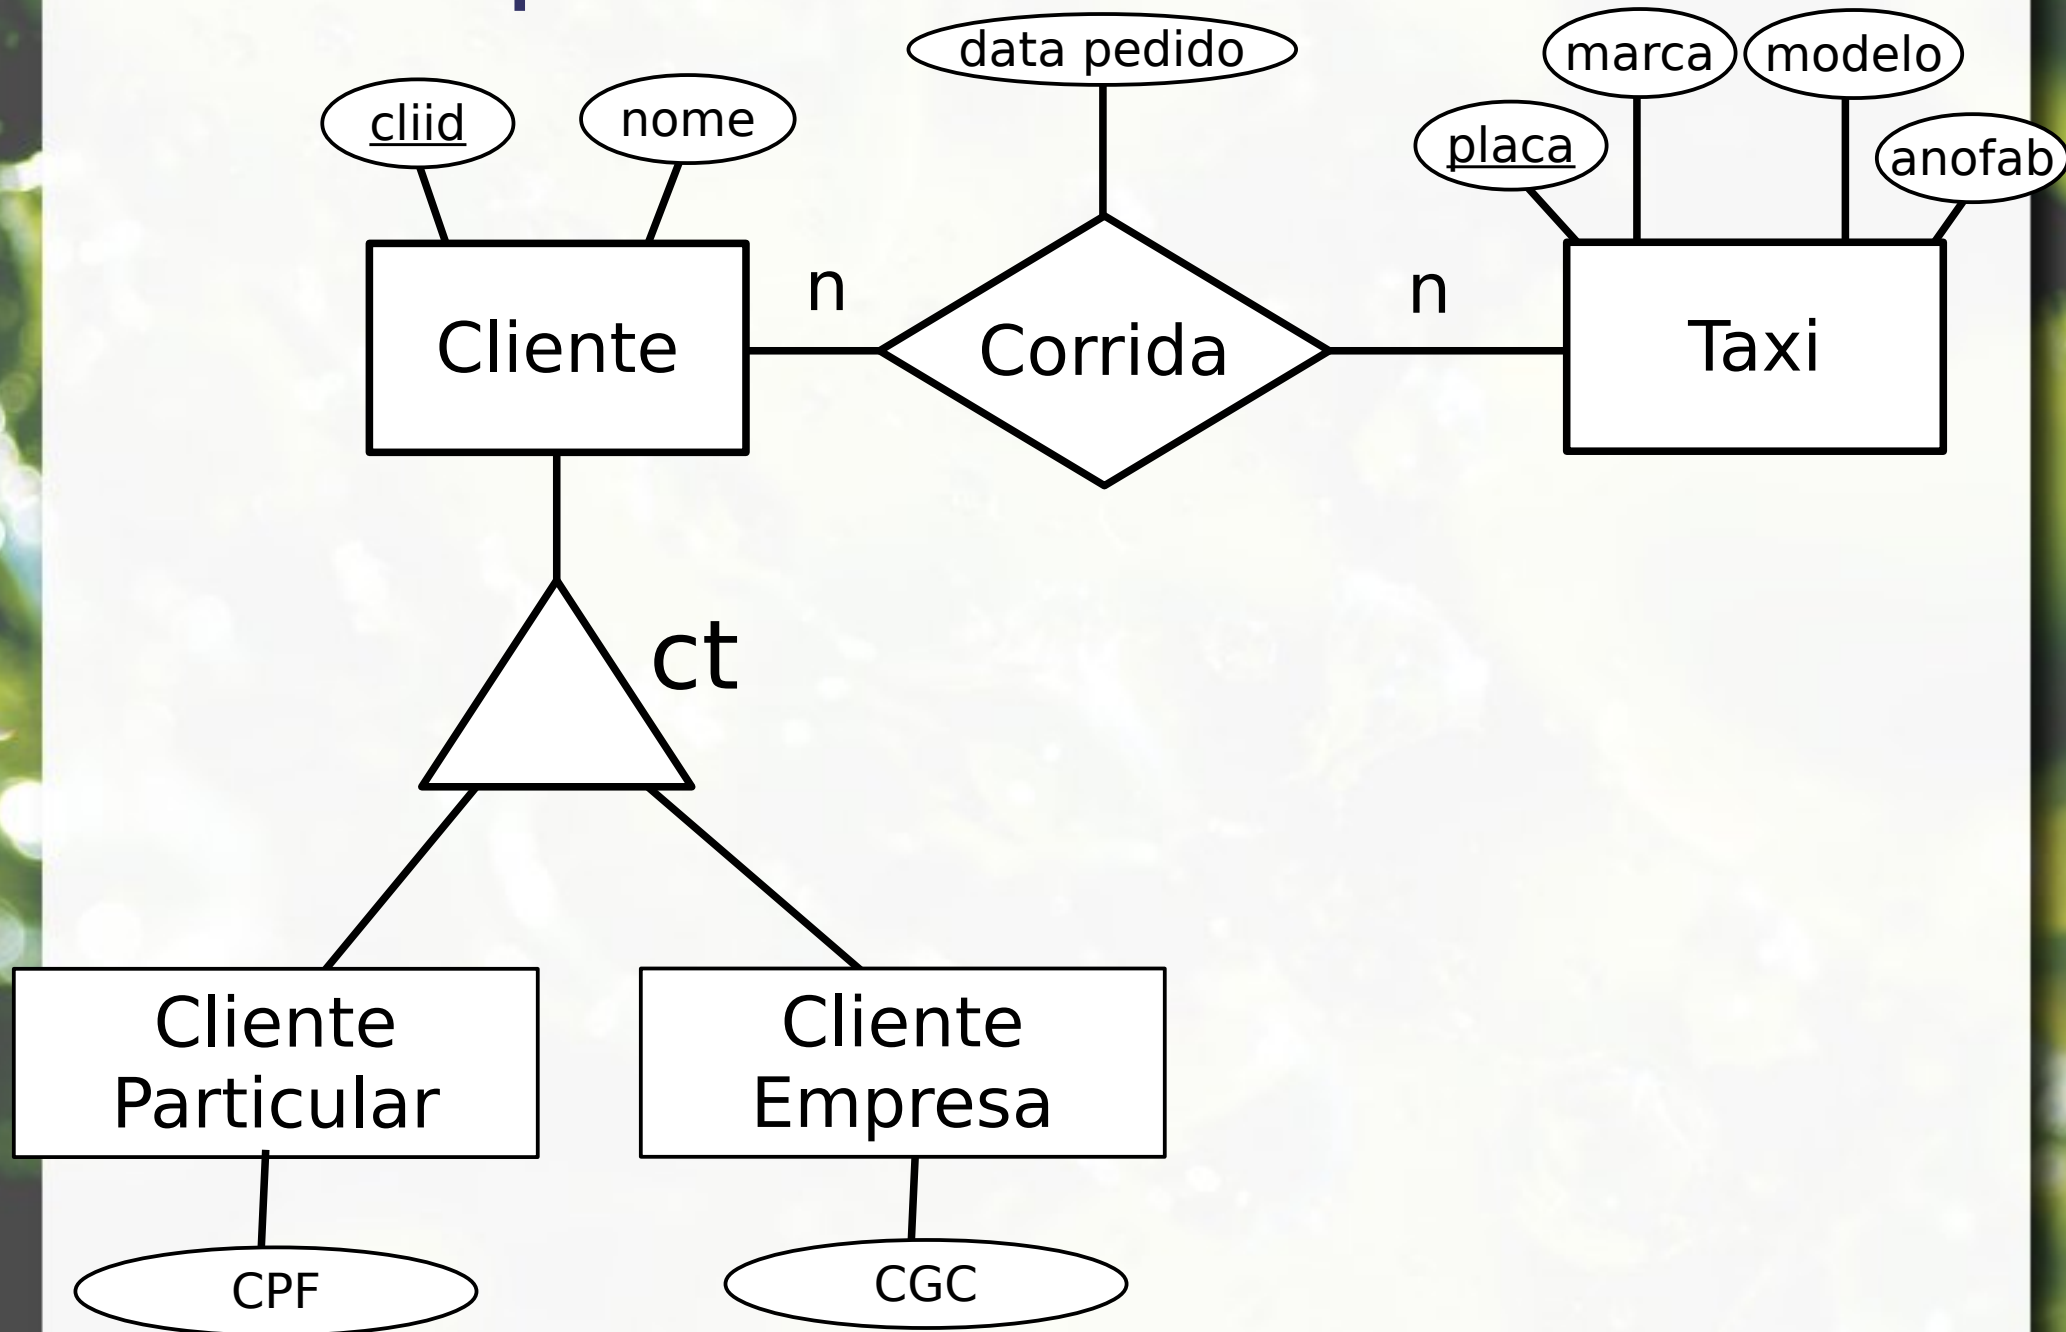 data pedido
marca
modelo
cliid
nome
placa
anofab
n
n
Cliente
Corrida
Taxi
ct
Cliente
Particular
Cliente
Empresa
CPF
CGC